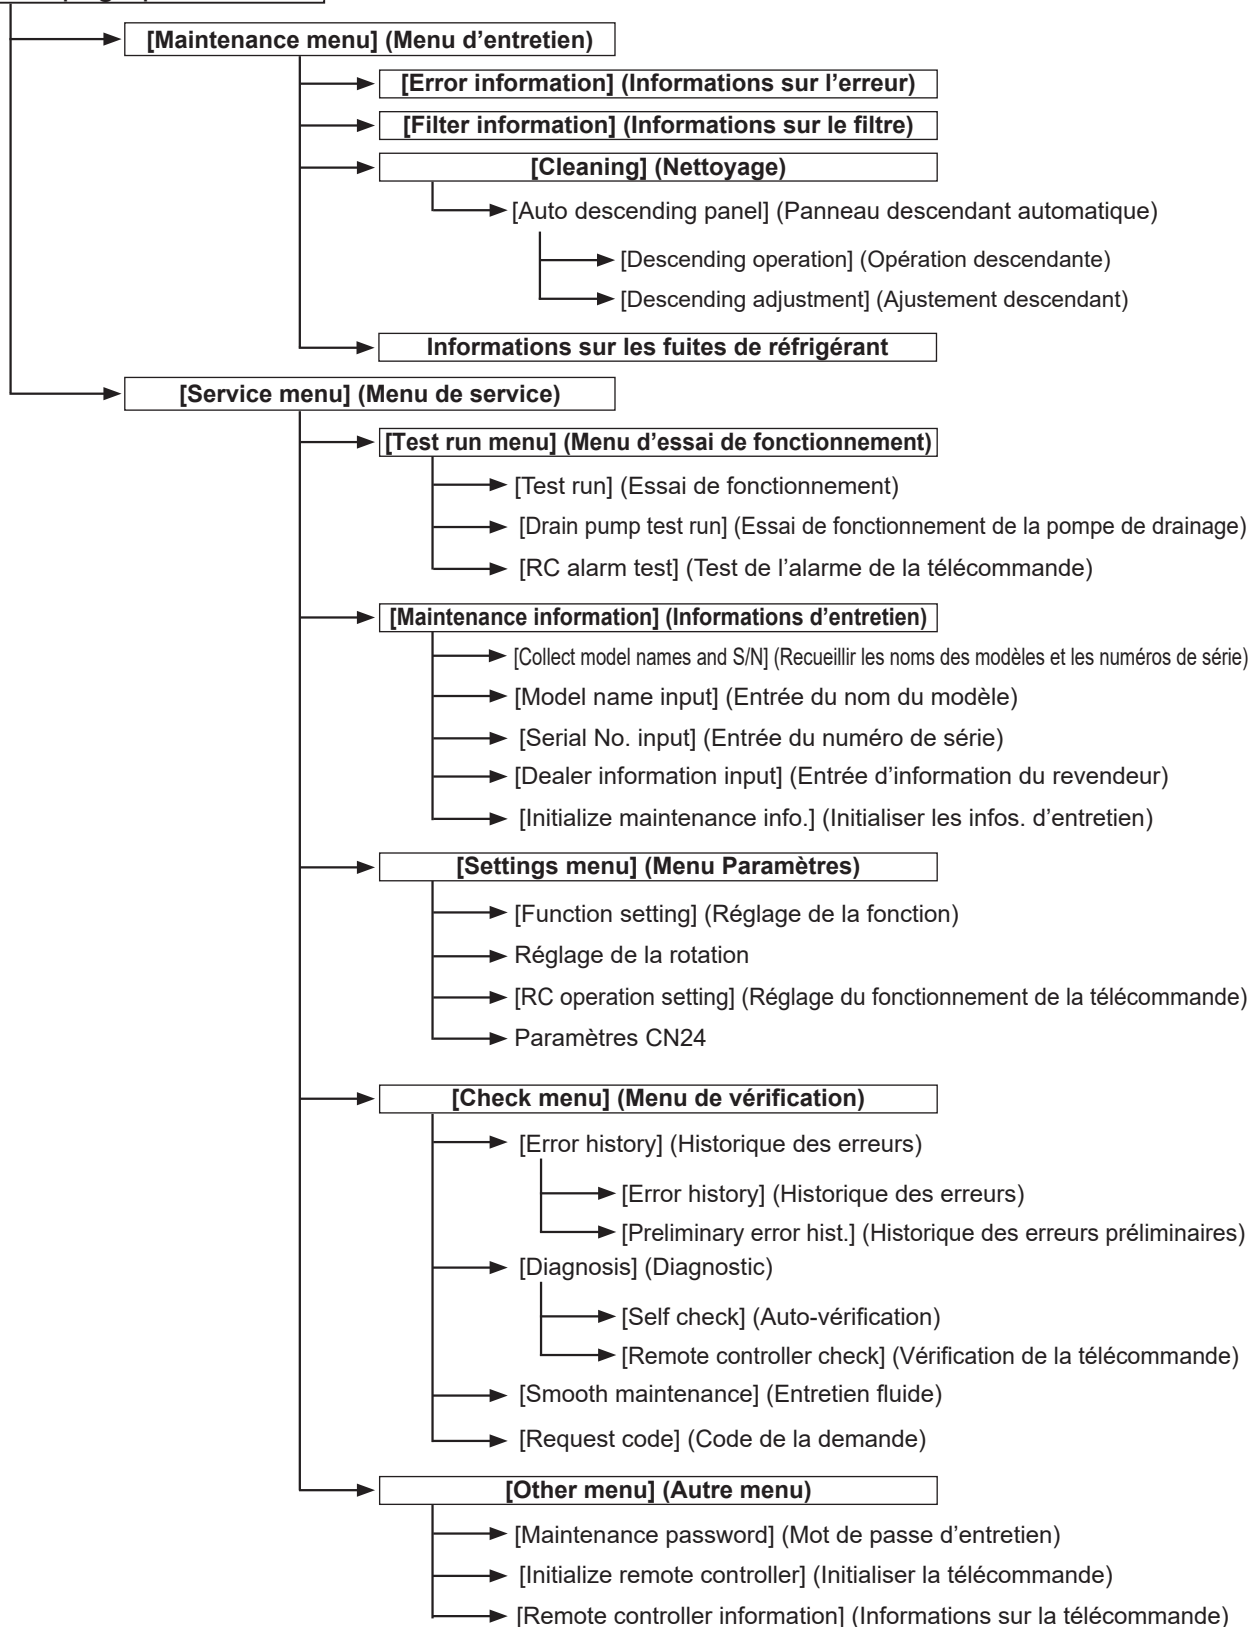 [Maintenance menu] (Menu d’entretien)
[Error information] (Informations sur l’erreur)
[Filter information] (Informations sur le filtre)
[Cleaning] (Nettoyage)
[Auto descending panel] (Panneau descendant automatique)
[Descending operation] (Opération descendante)
[Descending adjustment] (Ajustement descendant)
Informations sur les fuites de réfrigérant
[Service menu] (Menu de service)
[Test run menu] (Menu d’essai de fonctionnement)
[Test run] (Essai de fonctionnement)
[Drain pump test run] (Essai de fonctionnement de la pompe de drainage)
[RC alarm test] (Test de l’alarme de la télécommande)
[Maintenance information] (Informations d’entretien)
[Collect model names and S/N] (Recueillir les noms des modèles et les numéros de série)
[Model name input] (Entrée du nom du modèle)
[Serial No. input] (Entrée du numéro de série)
[Dealer information input] (Entrée d’information du revendeur)
[Initialize maintenance info.] (Initialiser les infos. d’entretien)
[Settings menu] (Menu Paramètres)
[Function setting] (Réglage de la fonction)
Réglage de la rotation
[RC operation setting] (Réglage du fonctionnement de la télécommande)
Paramètres CN24
[Check menu] (Menu de vérification)
[Error history] (Historique des erreurs)
[Error history] (Historique des erreurs)
[Preliminary error hist.] (Historique des erreurs préliminaires)
[Diagnosis] (Diagnostic)
[Self check] (Auto-vérification)
[Remote controller check] (Vérification de la télécommande)
[Smooth maintenance] (Entretien fluide)
[Request code] (Code de la demande)
[Other menu] (Autre menu)
[Maintenance password] (Mot de passe d’entretien)
[Initialize remote controller] (Initialiser la télécommande)
[Remote controller information] (Informations sur la télécommande)